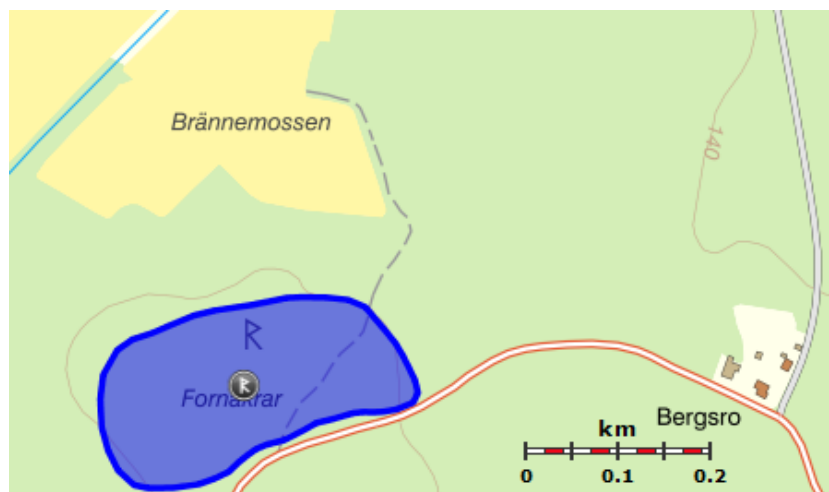 Brännemossen
140
ᚱ
ᚱ
Fornåkrar
Bergsro
km
0 0.1 0.2